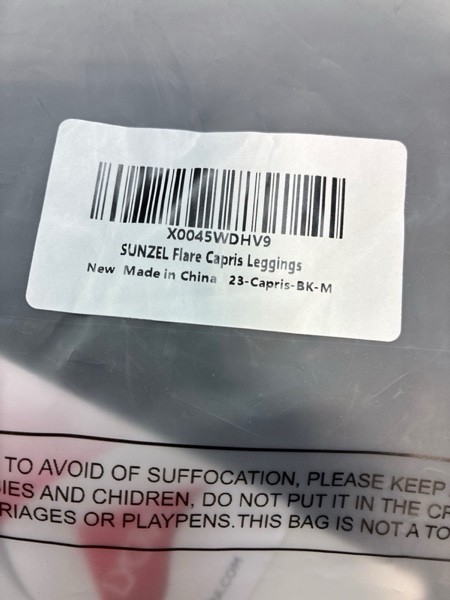 X0045WDHV9
SUNZEL Flare Capris Leggings
New Made in China 23-Capris-BK-M
TO AVOID OF SUFFOCATION, PLEASE KEEP
IES AND CHIDREN, DO NOT PUT IT IN THE CR
RIAGES OR PLAYPENS.THIS BAG IS NOT A TO